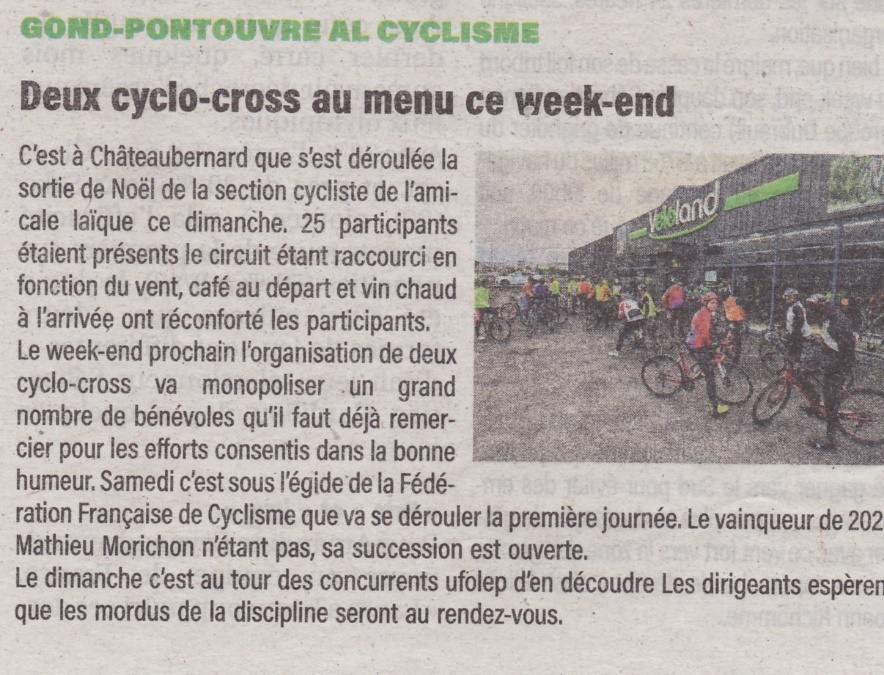 GOND-PONTOUVRE AL CYCLISME
Deux cyclo-cross au menu ce week-end
C'est à Châteaubernard que s'est déroulée la
sortie de Noël de la section cycliste de l'ami-
cale laïque ce dimanche. 25 participants
étaient présents le circuit étant raccourci en
fonction du vent, café au départ et vin chaud
à l'arrivée ont réconforté les participants.
Le week-end prochain l'organisation de deux
cyclo-cross va monopoliser un grand
nombre de bénévoles qu'il faut déjà remer-
cier pour les efforts consentis dans la bonne
humeur. Samedi c'est sous l'égide de la Fédé-
ration Française de Cyclisme que va se dérouler la première journée. Le vainqueur de 202
Mathieu Morichon n'étant pas, sa succession est ouverte.
Le dimanche c'est au tour des concurrents ufolep d'en découdre Les dirigeants espèren
que les mordus de la discipline seront au rendez-vous.
Veloland